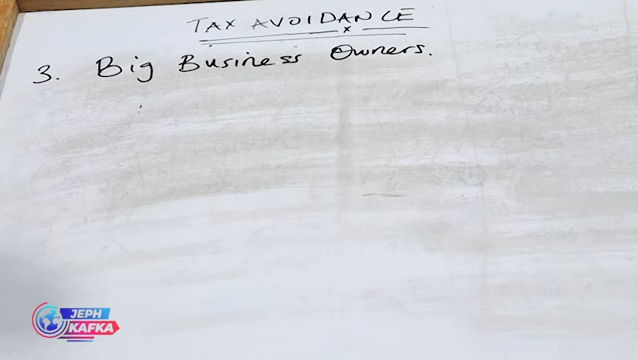 TAX AVOIDANCE
3. Big Business Owners.
JEPH
KAFKA